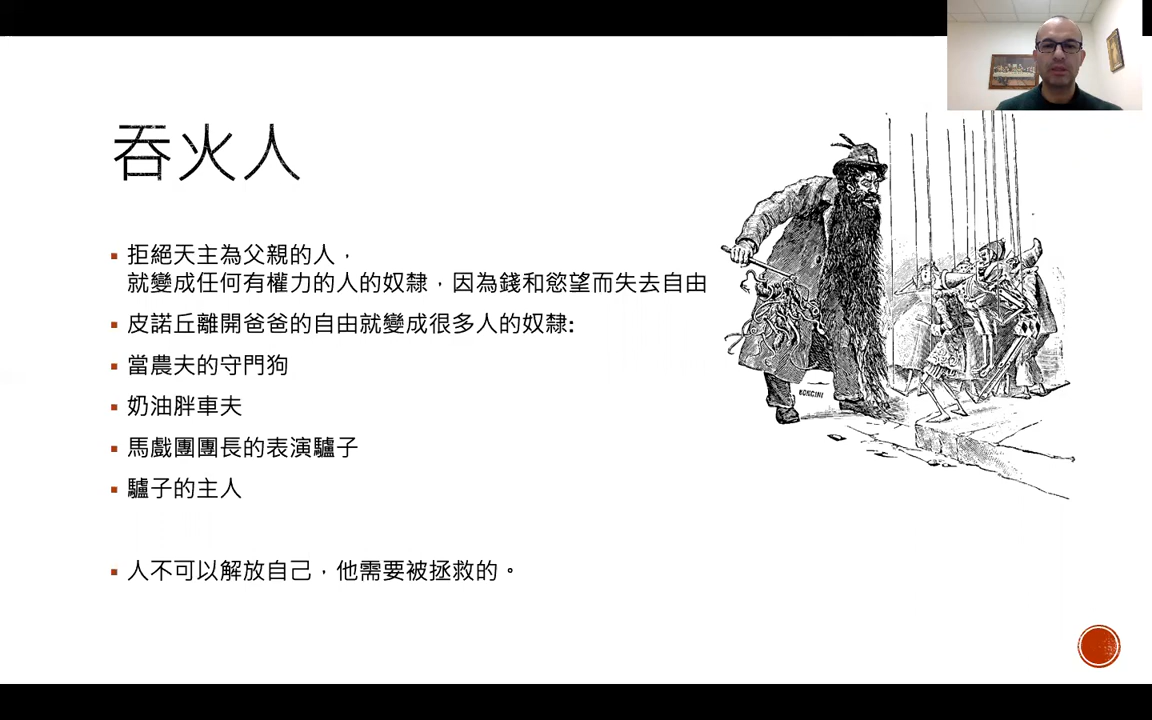 吞火人
▪ 拒絕天主為父親的人，
就變成任何有權力的人的奴隸，因為錢和慾望而失去自由
▪ 皮諾丘離開爸爸的自由就變成很多人的奴隸:
▪ 當農夫的守門狗
▪ 奶油胖車夫
▪ 馬戲團團長的表演驢子
▪ 驢子的主人
▪ 人不可以解放自己，他需要被拯救的。
BONGINI